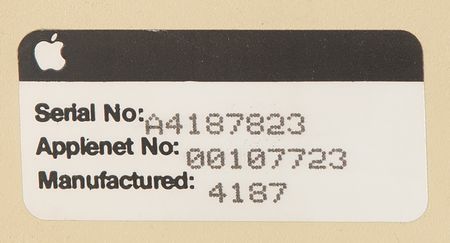 Serial No: A4187823
Applenet No: 00107723
Manufactured: 4187